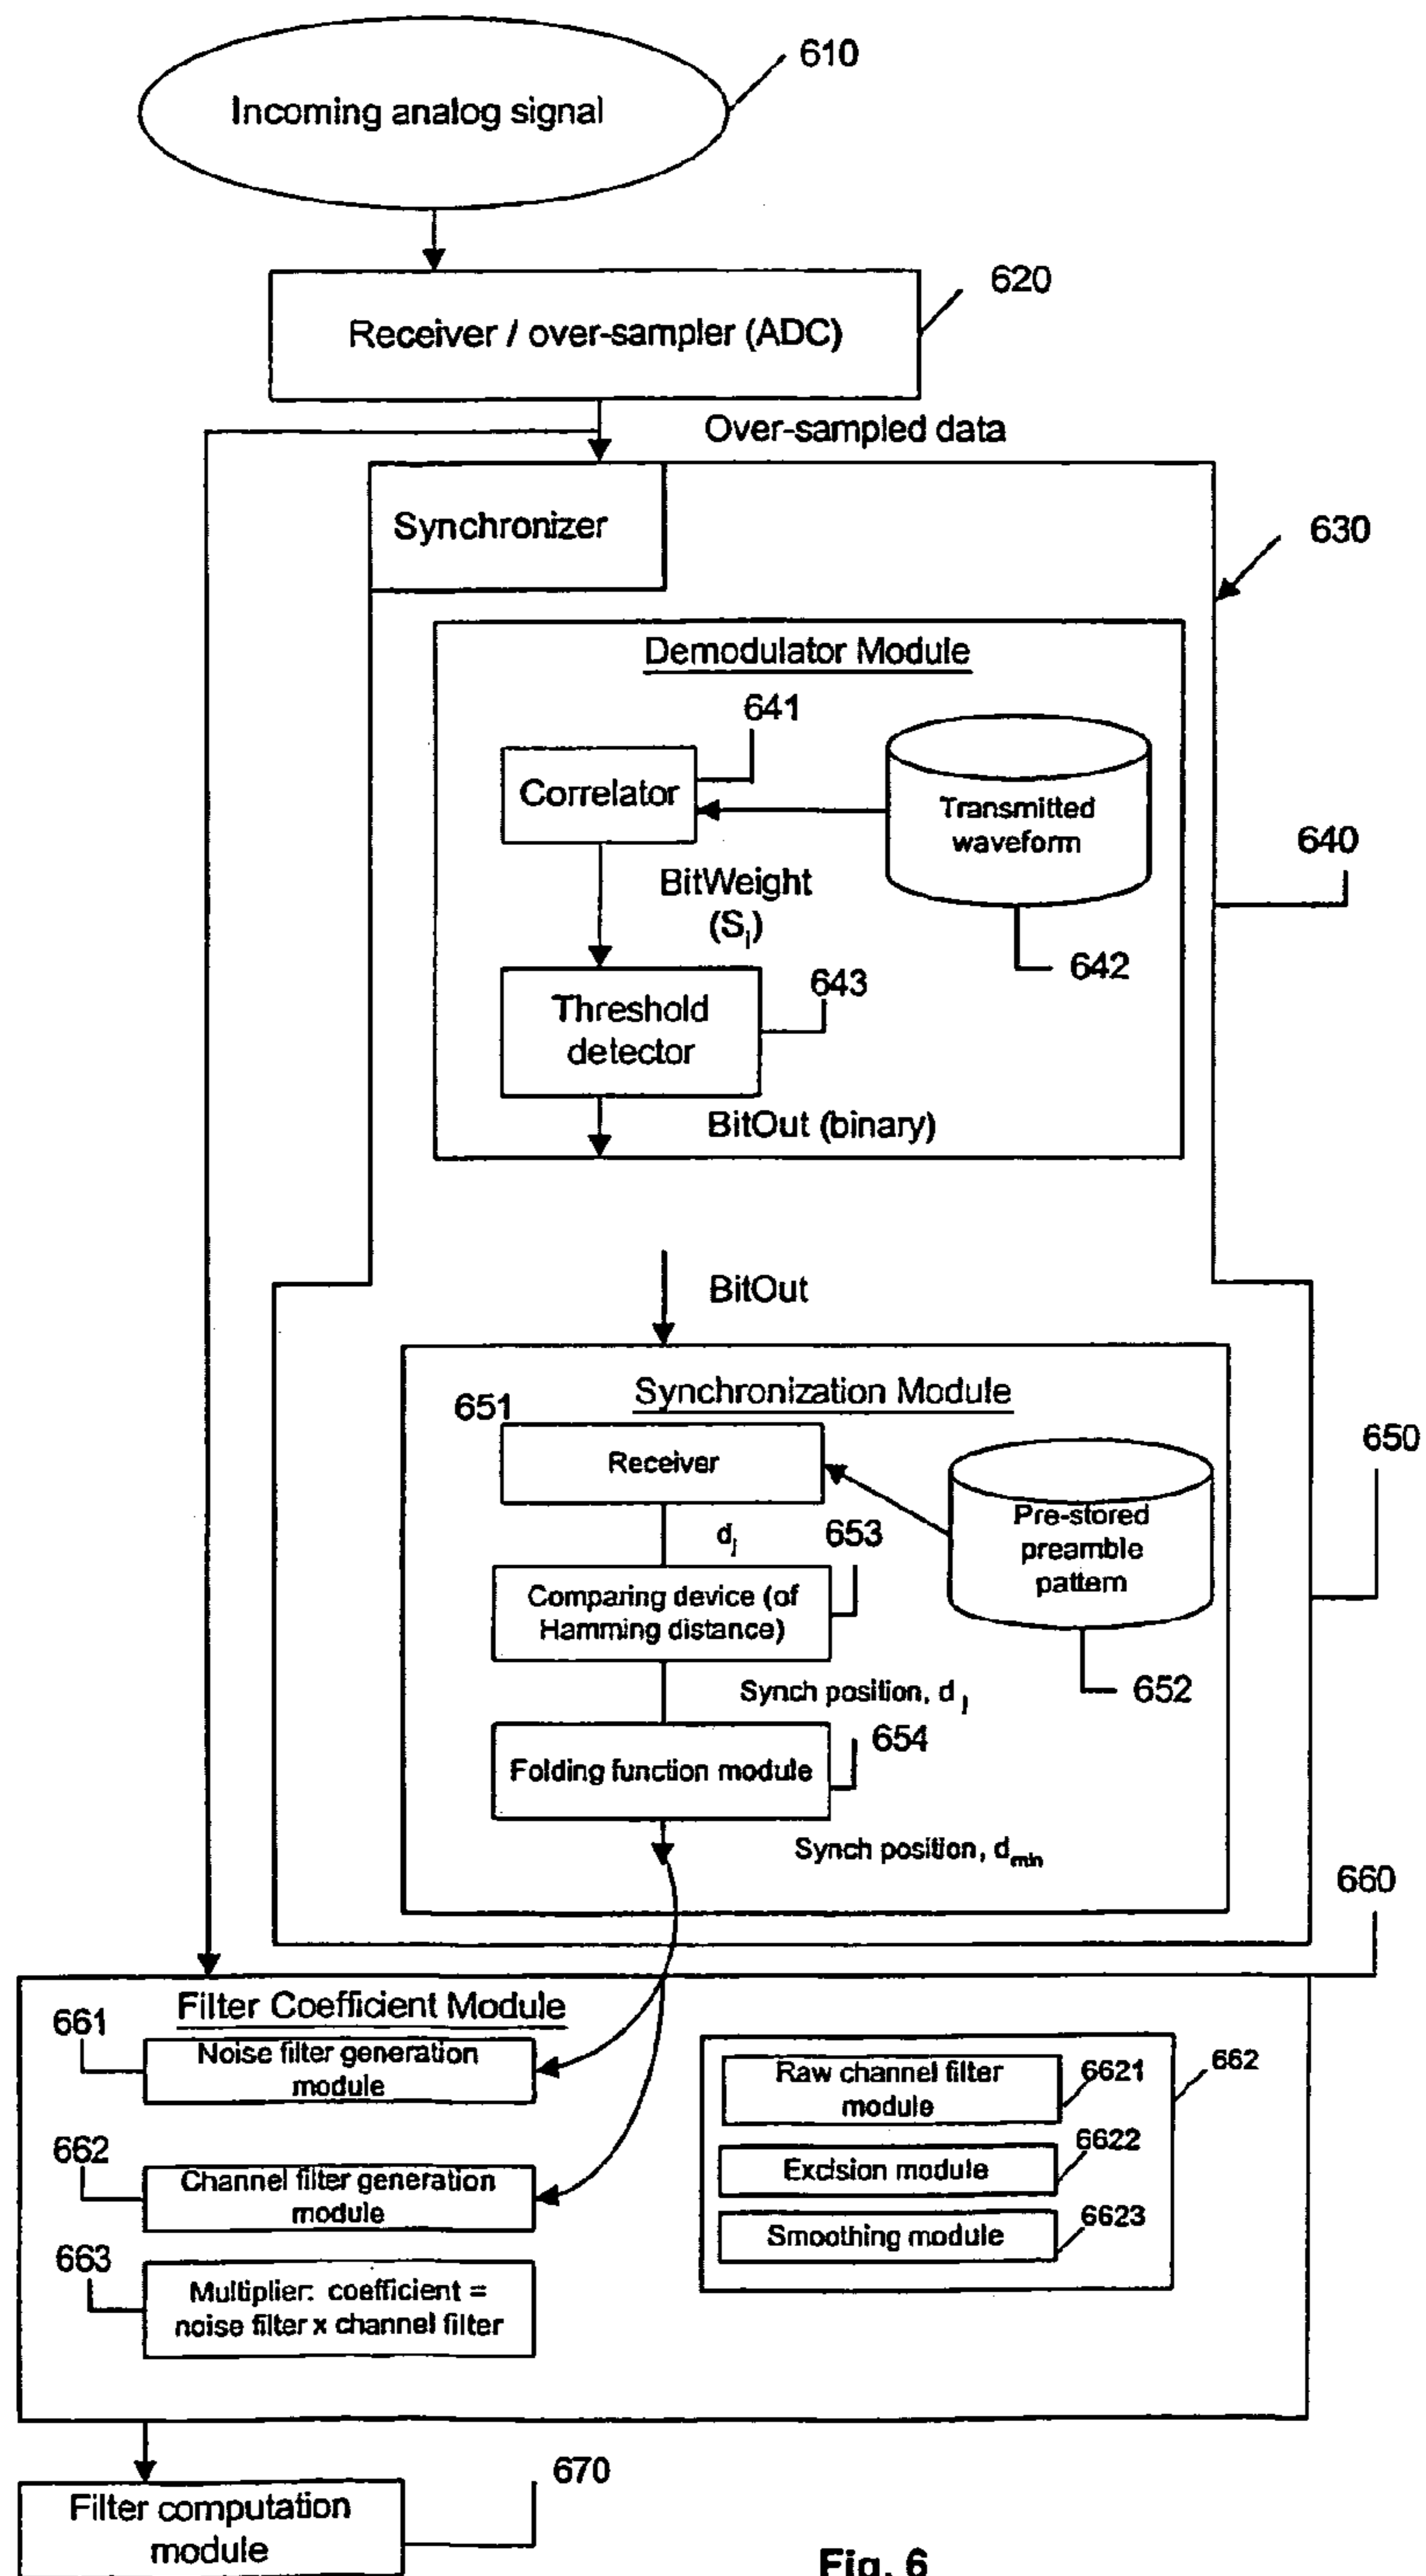 610
Incoming analog signal
620
Receiver / over-sampler (ADC)
Over-sampled data
Synchronizer
630
Demodulator Module
641
Correlator
Transmitted
waveform
640
BitWeight
(Si)
642
643
Threshold
detector
BitOut (binary)
BitOut
Synchronization Module
651
650
Receiver
Pre-stored
preamble
pattern
dj
653
Comparing device (of
Hamming distance)
652
Synch position, dj
654
Folding function module
Synch position, dmin
660
Filter Coefficient Module
661
Noise filter generation
module
Raw channel filter
module
6621
662
6622
662
Excision module
Channel filter generation
module
6623
Smoothing module
663
Multiplier: coefficient =
noise filter x channel filter
670
Filter computation
module
Fig. 6